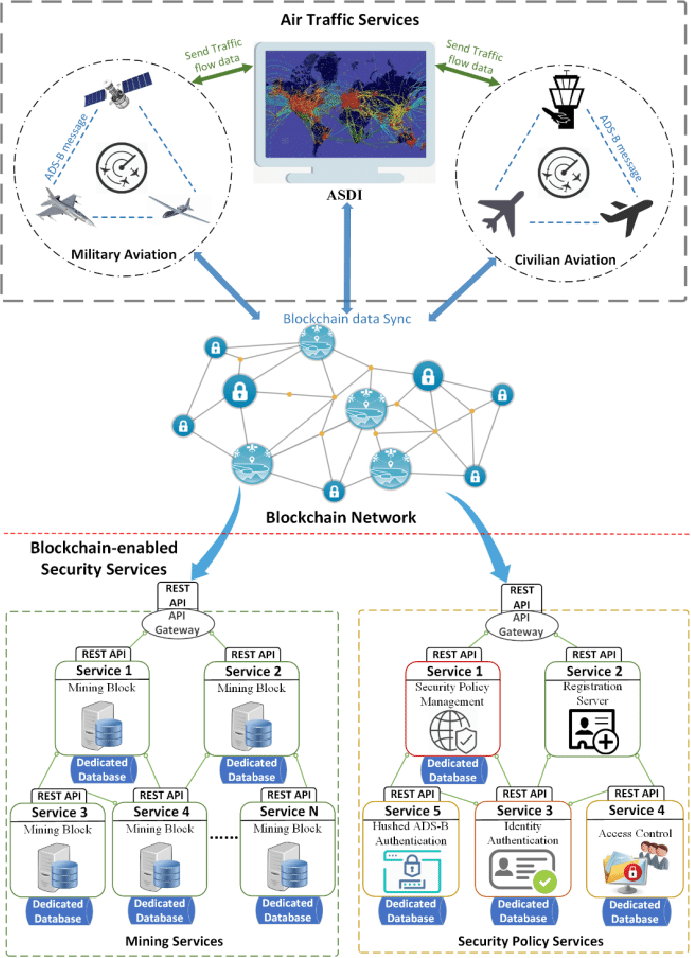 Air Traffic Services
Send Traffic
flow data
Send Traffic
flow data
ADS-B message
ADS-B message
ASDI
Military Aviation
Civilian Aviation
Blockchain data Sync
Blockchain Network
Blockchain-enabled
Security Services
REST
API
API
Gateway
REST API
Service 1
Mining Block
Dedicated
Database
REST API
Service 2
Mining Block
Dedicated
Database
REST API
Service 3
Mining Block
Dedicated
Database
REST API
Service 4
Mining Block
Dedicated
Database
......
REST API
Service N
Mining Block
Dedicated
Database
Mining Services
REST
API
API
Gateway
REST API
Service 1
Security Policy
Management
Dedicated
Database
REST API
Service 2
Registration
Server
REST API
Service 5
Hushed ADS-B
Authentication
Dedicated
Database
REST API
Service 3
Identity
Authentication
Dedicated
Database
REST API
Service 4
Access Control
Dedicated
Database
Security Policy Services